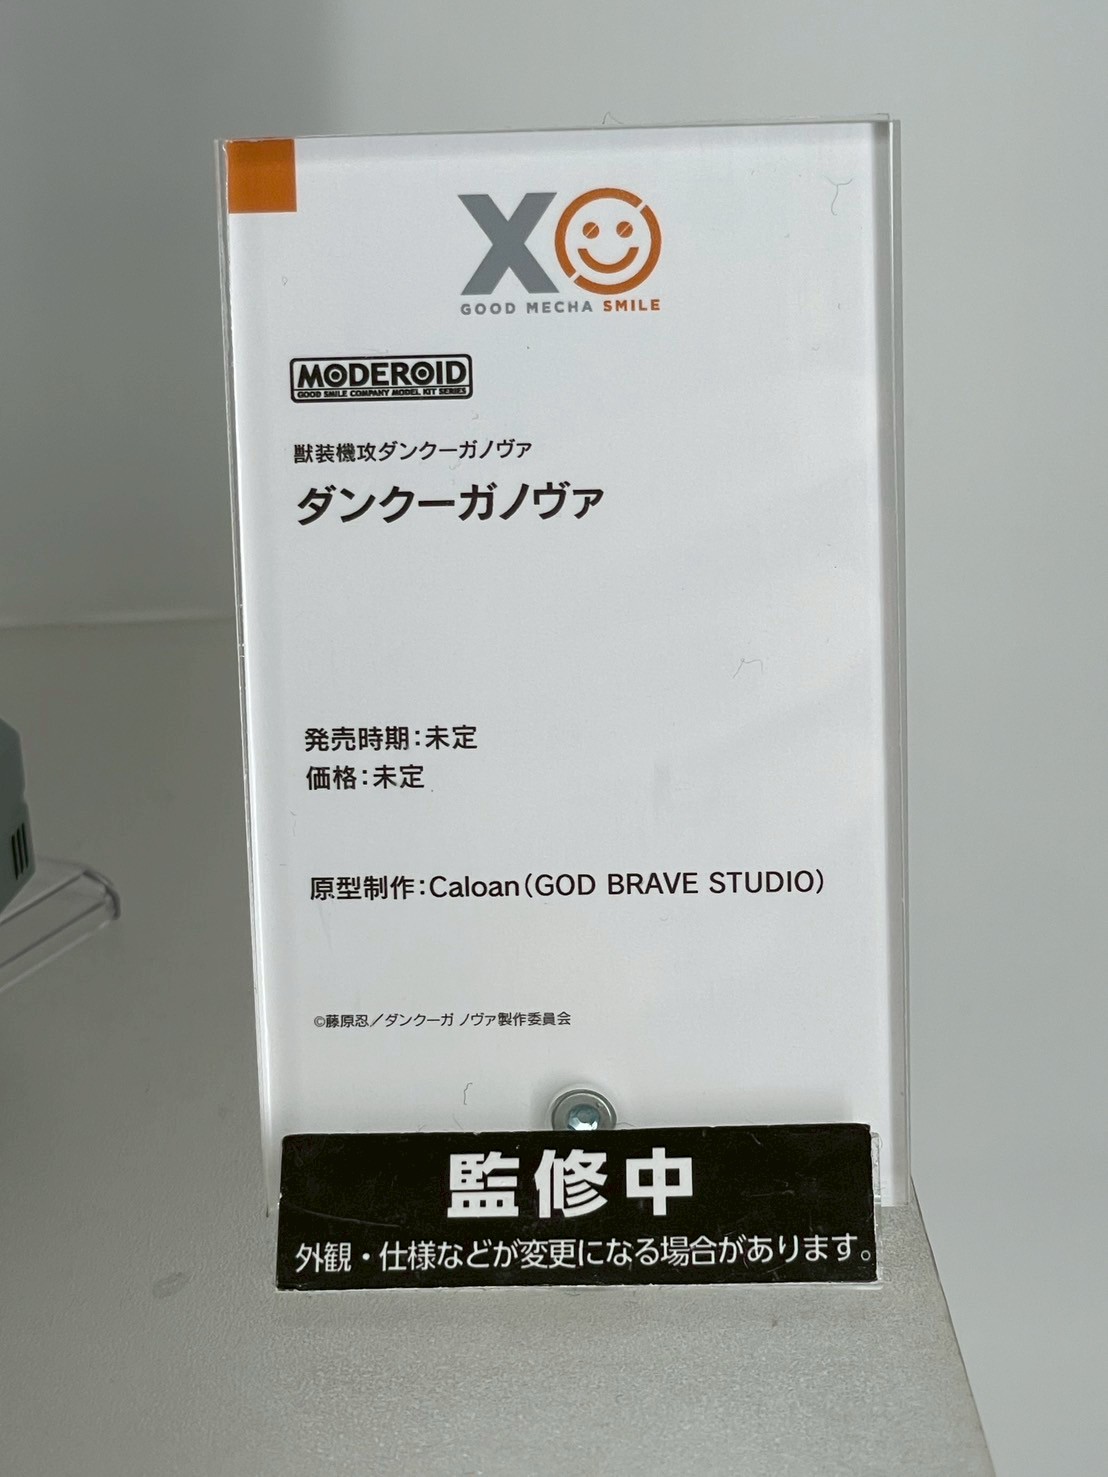 XO
GOOD MECHA SMILE
MODEROID
GOOD SMILE COMPANY MODEL KIT SERIES
獣装機攻ダンクーガノヴァ
ダンクーガノヴァ
発売時期：未定
価格：未定
原型制作：Caloan（GOD BRAVE STUDIO）
©藤原忍／ダンクーガ ノヴァ製作委員会
監修中
外観・仕様などが変更になる場合があります。